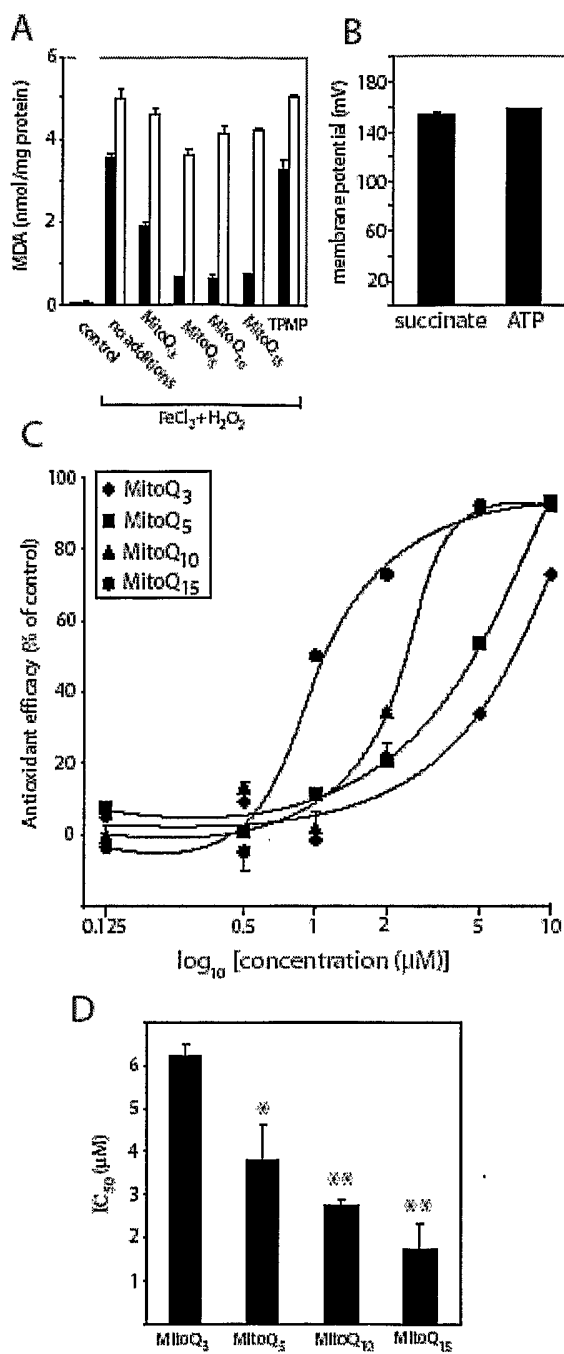 A
MDA (nmol/mg protein)
6
4
2
0
control
no additions
MitoQ3
MitoQ5
MitoQ10
MitoQ15
TPMP
FeCl3+H2O2
B
membrane potential (mV)
160
160
100
60
20
succinate
ATP
C
Antioxidant efficacy (% of control)
100
80
60
40
20
0
MitoQ3
MitoQ5
MitoQ10
MitoQ15
0.125
0.5
1
2
5
10
log10 [concentration (μM)]
D
IC50 (μM)
6
5
4
3
2
1
*
**
**
MitoQ3
MitoQ5
MitoQ10
MitoQ15